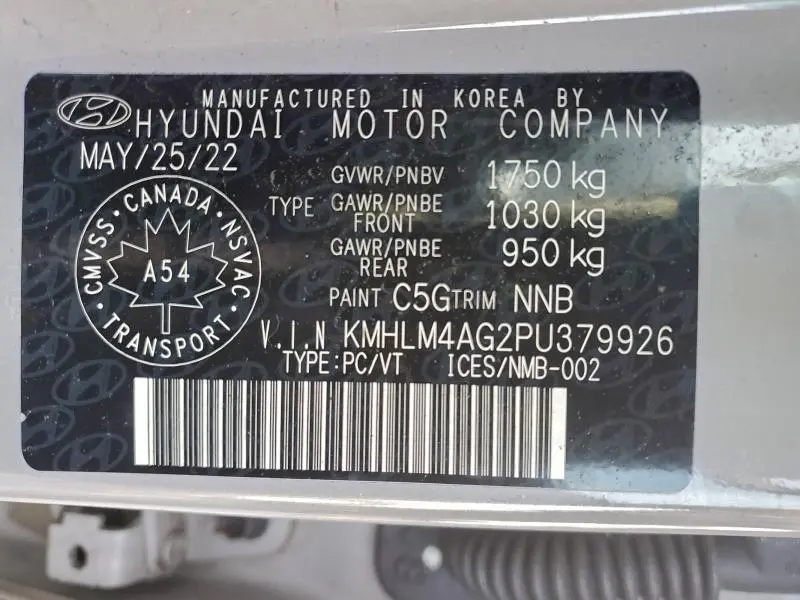 MANUFACTURED IN KOREA BY
HYUNDAI MOTOR COMPANY
MAY/25/22
GVWR/PNBV 1750 kg
TYPE GAWR/PNBE FRONT 1030 kg
GAWR/PNBE REAR 950 kg
PAINT C5G TRIM NNB
CANADA
CMVSS · NSVAC
A54
TRANSPORT
V.I.N KMHLM4AG2PU379926
TYPE:PC/VT ICES/NMB-002